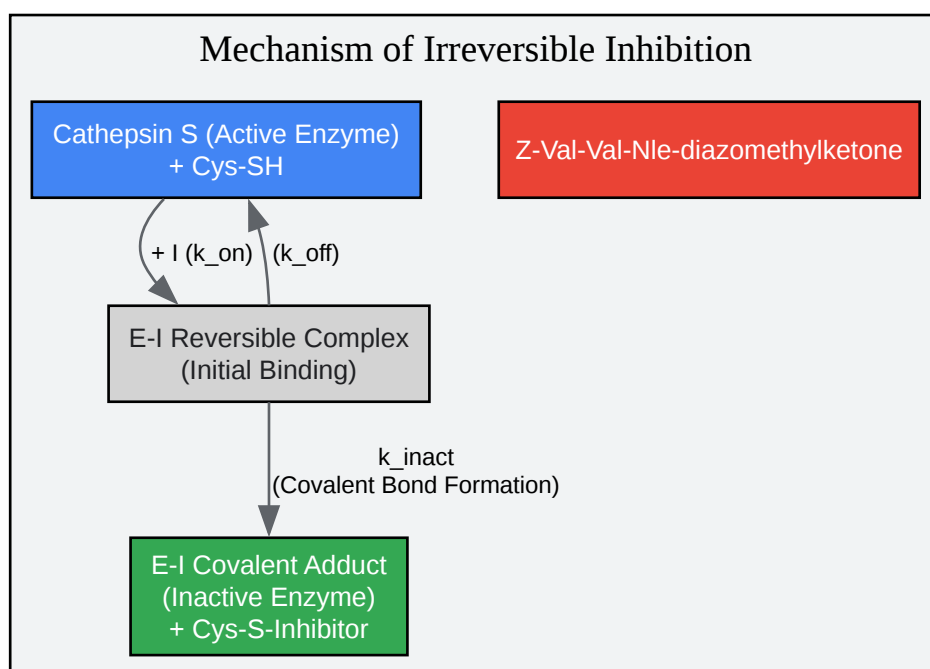 Mechanism of Irreversible Inhibition
Cathepsin S (Active Enzyme)
+ Cys-SH
Z-Val-Val-Nle-diazomethylketone
+ I (k_on)
(k_off)
E-I Reversible Complex
(Initial Binding)
k_inact
(Covalent Bond Formation)
E-I Covalent Adduct
(Inactive Enzyme)
+ Cys-S-Inhibitor